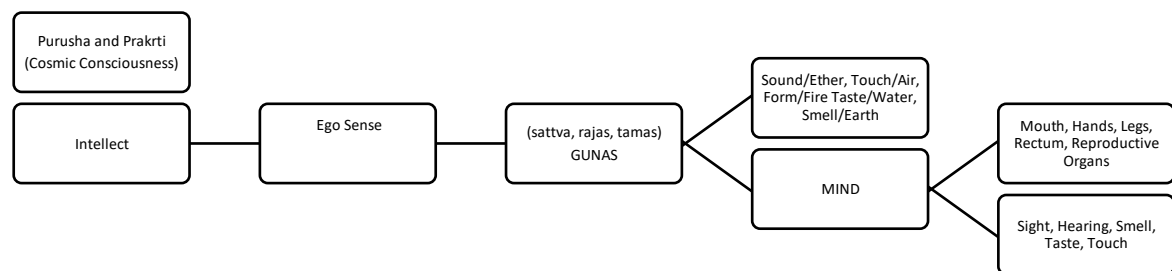 Purusha and Prakrti
(Cosmic Consciousness)
Intellect
Ego Sense
(sattva, rajas, tamas)
GUNAS
Sound/Ether, Touch/Air,
Form/Fire Taste/Water,
Smell/Earth
MIND
Mouth, Hands, Legs,
Rectum, Reproductive
Organs
Sight, Hearing, Smell,
Taste, Touch